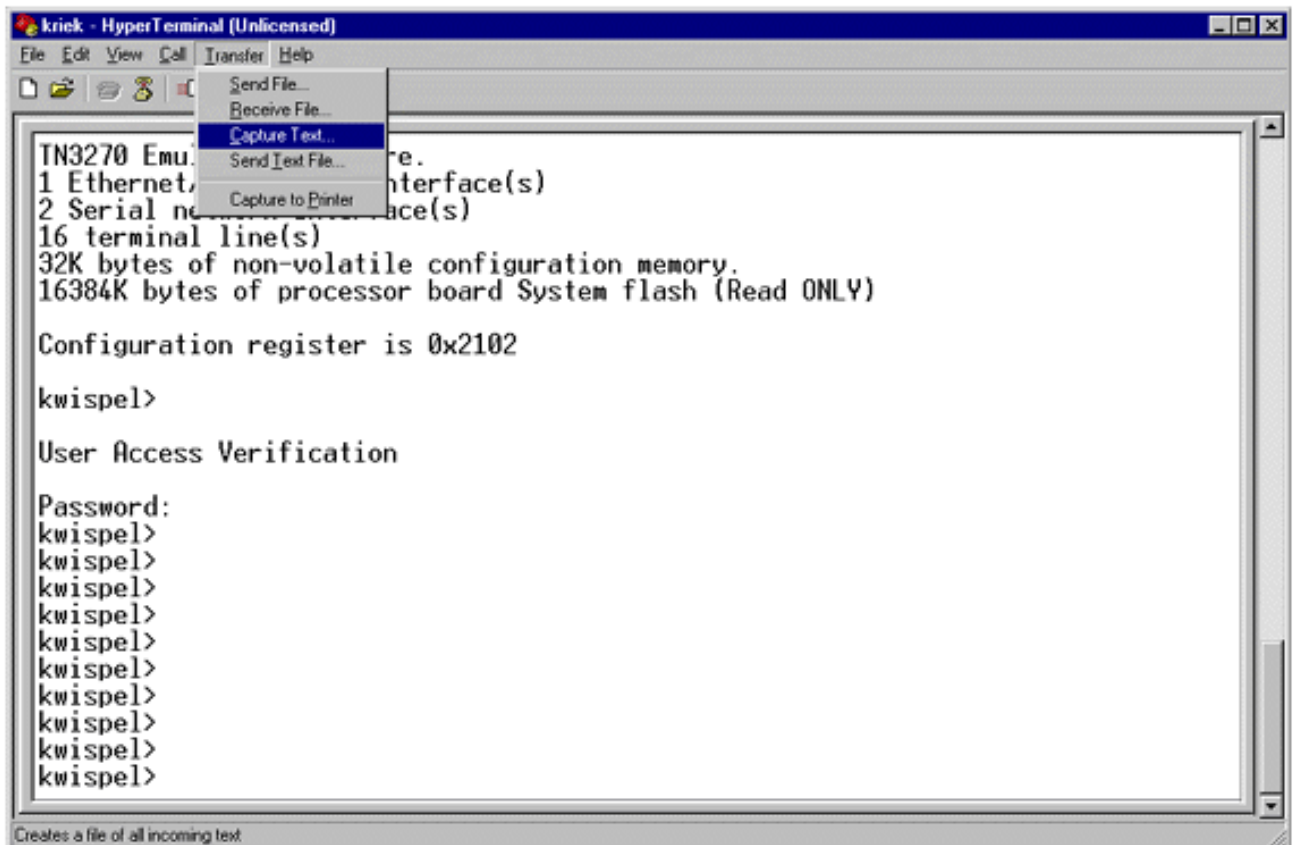 kriek - HyperTerminal (Unlicensed)
File Edit View Call Transfer Help
Send File...
Receive File...
Capture Text...
Send Text File...
Capture to Printer
TN3270 Emu re.
1 Ethernet/ nterface(s)
2 Serial ne ace(s)
16 terminal line(s)
32K bytes of non-volatile configuration memory.
16384K bytes of processor board System flash (Read ONLY)
Configuration register is 0x2102
kwispel>
User Access Verification
Password:
kwispel>
kwispel>
kwispel>
kwispel>
kwispel>
kwispel>
kwispel>
kwispel>
kwispel>
kwispel>
Creates a file of all incoming text